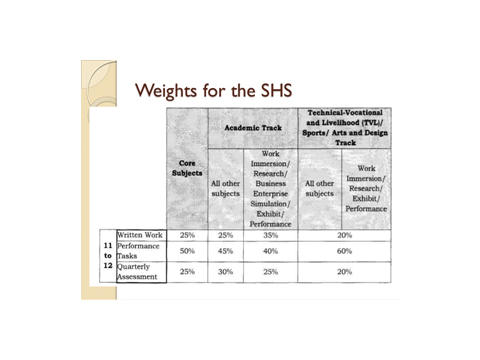 Weights for the SHS
Technical-Vocational
and Livelihood (TVL)/
Sports/ Arts and Design
Track
Academic Track
Core
Subjects
All other
subjects
Work
Immersion/
Research/
Business
Enterprise
Simulation/
Exhibit/
Performance
All other
subjects
Work
Immersion/
Research/
Exhibit/
Performance
11
to
12
Written Work 25% 25% 35% 20%
Performance
Tasks 50% 45% 40% 60%
Quarterly
Assessment 25% 30% 25% 20%